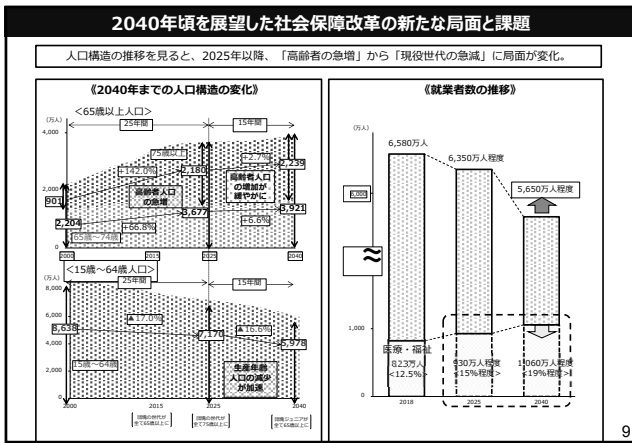 2040年頃を展望した社会保障改革の新たな局面と課題
人口構造の推移を見ると、2025年以降、「高齢者の急増」から「現役世代の急減」に局面が変化。
《2040年までの人口構造の変化》
＜65歳以上人口＞
(万人)
25年間
15年間
4,000
2,000
0
75歳以上
+142.0%
2,180
+2.7%
2,239
901
高齢者人口
の急増
高齢者人口
の増加が
緩やかに
2,204
+66.8%
3,677
+6.6%
3,921
65歳～74歳
2000
2015
2025
2040
＜15歳～64歳人口＞
(万人)
25年間
15年間
8,000
6,000
4,000
2,000
0
8,638
▲17.0%
7,170
▲16.6%
5,978
15歳～64歳
生産年齢
人口の減少
が加速
2000
2015
2025
2040
団塊の世代が
全て65歳以上に
団塊の世代が
全て75歳以上に
団塊ジュニアが
全て65歳以上に
《就業者数の推移》
(万人)
6,580万人
6,350万人程度
5,650万人程度
6,000
≈
1,000
0
医療・福祉
823万人
<12.5%>
930万人程度
<15%程度>
1,060万人程度
<19%程度>
2018
2025
2040
9